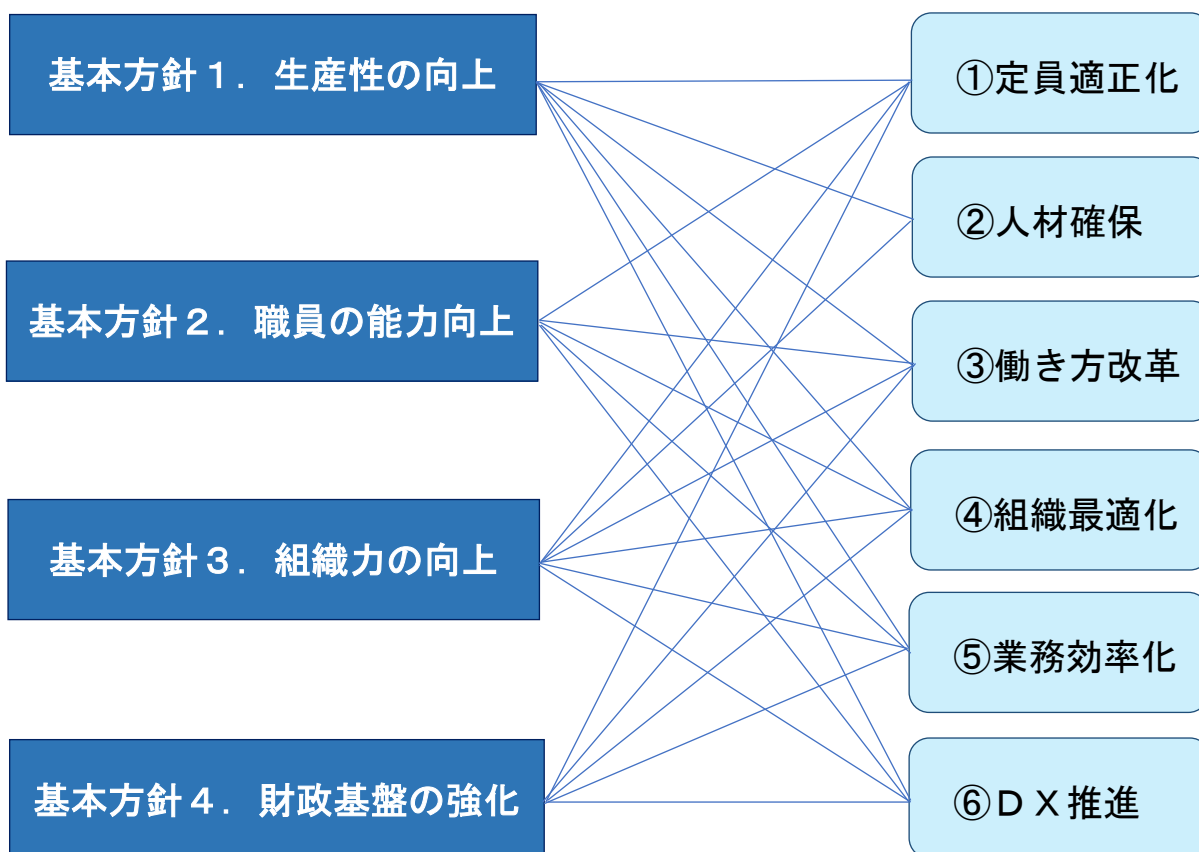 基本方針１．生産性の向上
基本方針２．職員の能力向上
基本方針３．組織力の向上
基本方針４．財政基盤の強化
①定員適正化
②人材確保
③働き方改革
④組織最適化
⑤業務効率化
⑥ＤＸ推進